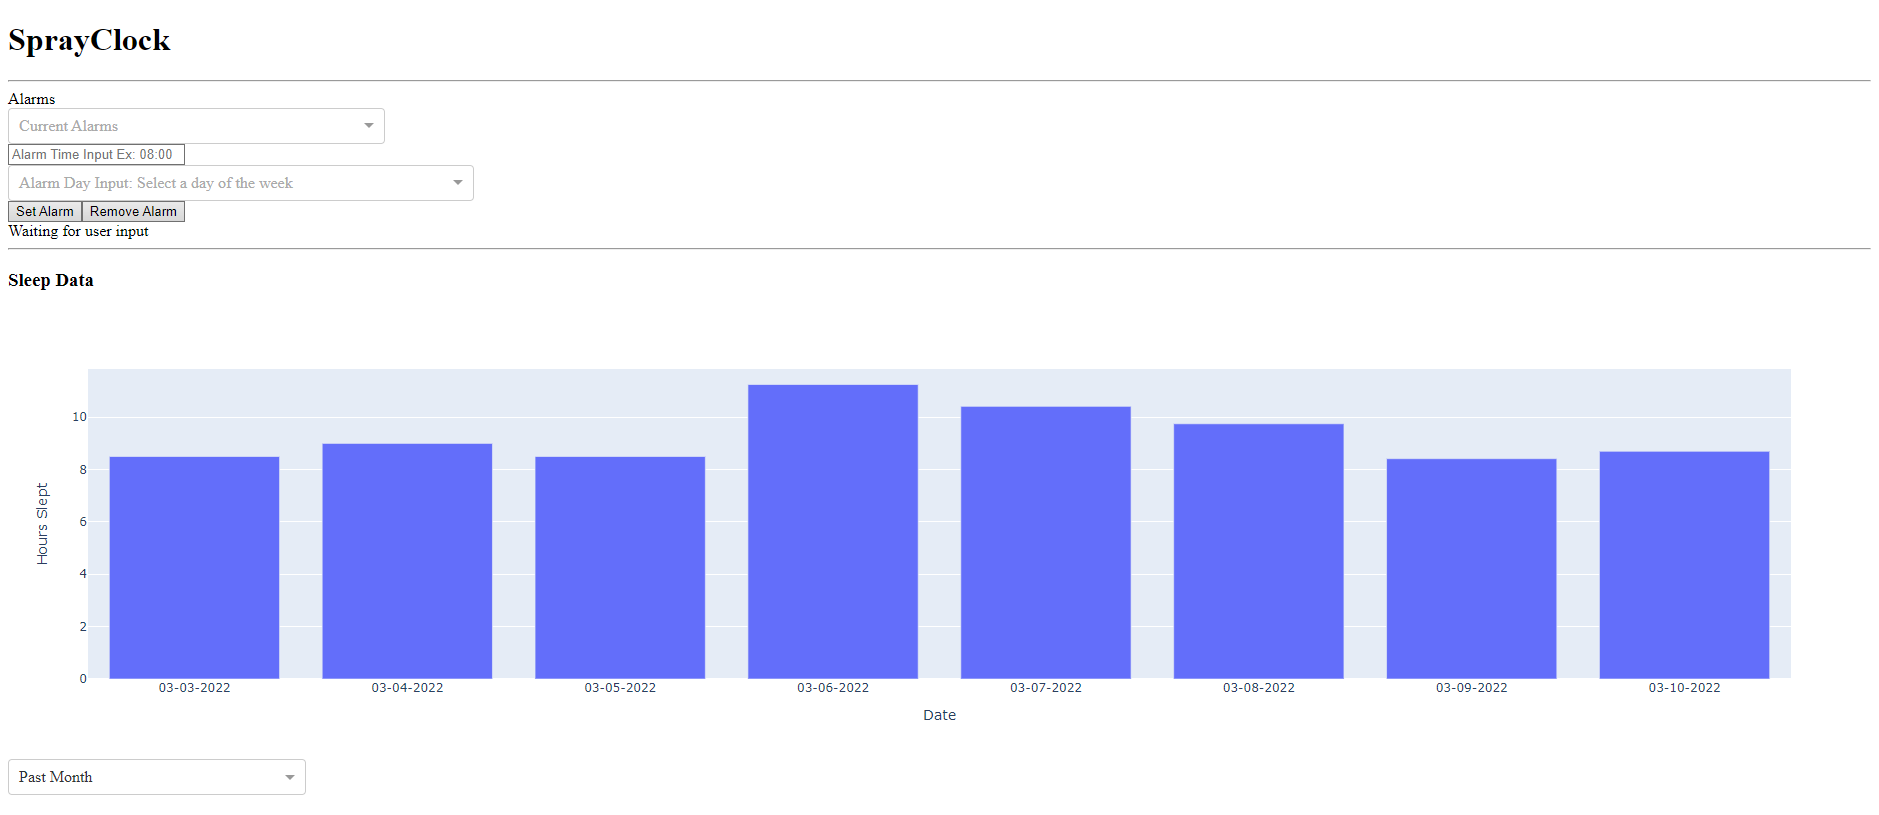 SprayClock
Alarms
Current Alarms
Alarm Time Input Ex: 08:00
Alarm Day Input: Select a day of the week
Set Alarm Remove Alarm
Waiting for user input
Sleep Data
10
8
6
4
2
0
Hours Slept
03-03-2022 03-04-2022 03-05-2022 03-06-2022 03-07-2022 03-08-2022 03-09-2022 03-10-2022
Date
Past Month